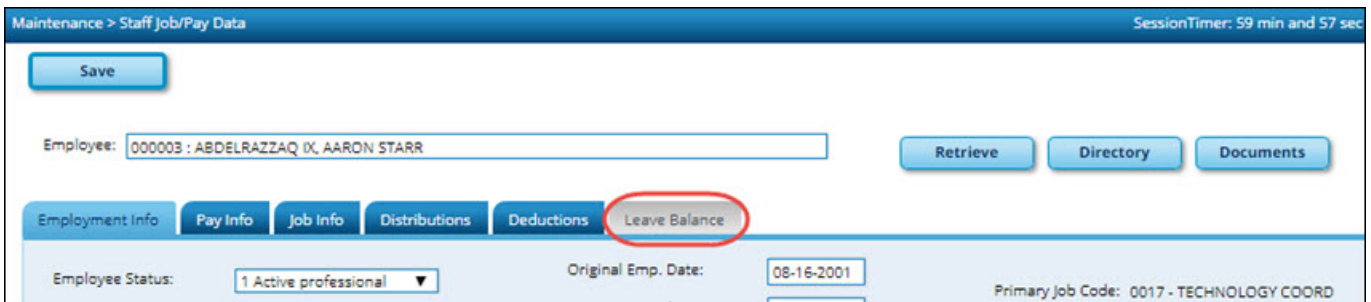 Maintenance > Staff Job/Pay Data SessionTimer: 59 min and 57 sec
Save
Employee: 000003 : ABDELRAZZAQ IX, AARON STARR Retrieve Directory Documents
Employment Info Pay Info Job Info Distributions Deductions Leave Balance
Employee Status: 1 Active professional Original Emp. Date: 08-16-2001
Primary Job Code: 0017 - TECHNOLOGY COORD